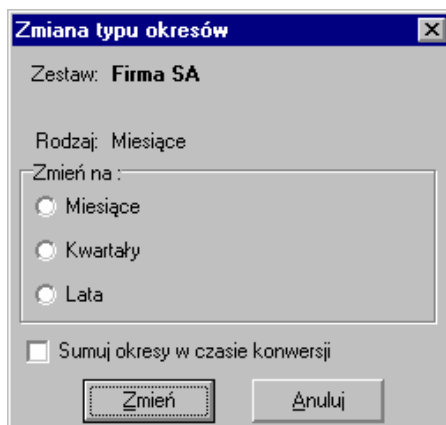 Zmiana typu okresów
Zestaw: Firma SA
Rodzaj: Miesiące
Zmień na :
Miesiące
Kwartały
Lata
Sumuj okresy w czasie konwersji
Zmień
Anuluj